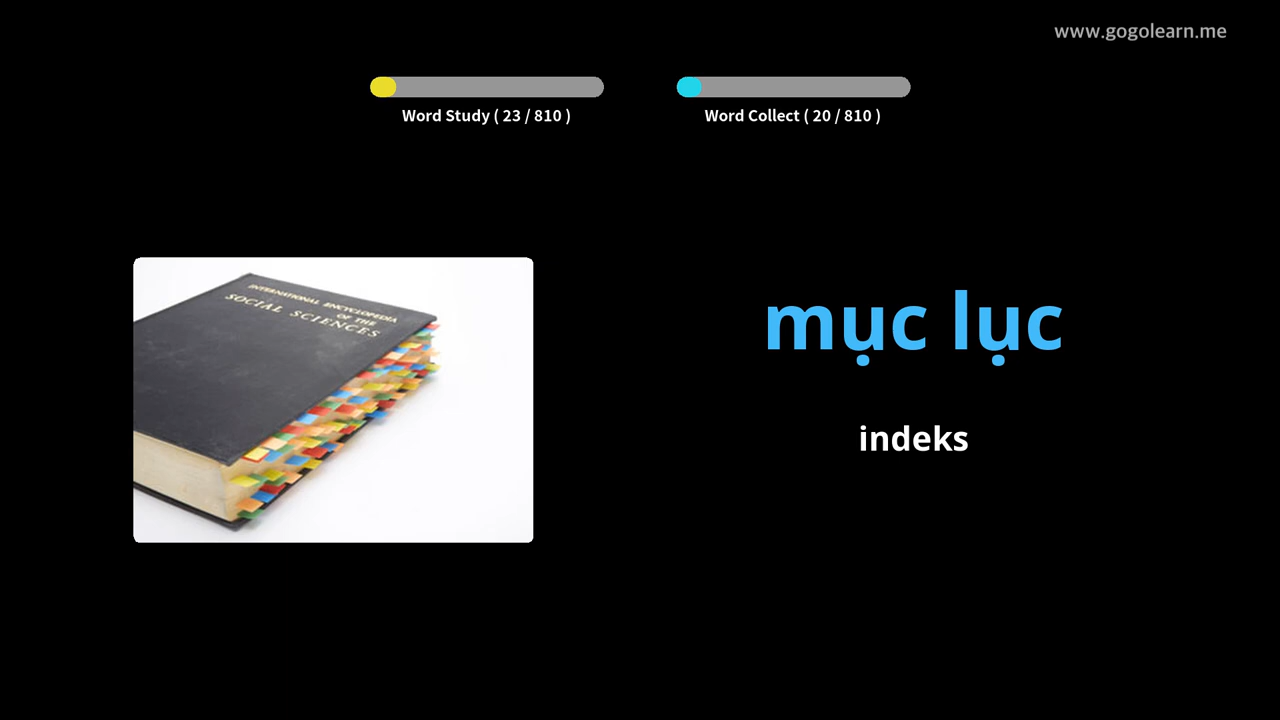 www.gogolearn.me
Word Study ( 23 / 810 )
Word Collect ( 20 / 810 )
INTERNATIONAL ENCYCLOPEDIA
OF THE
SOCIAL SCIENCES
mục lục
indeks